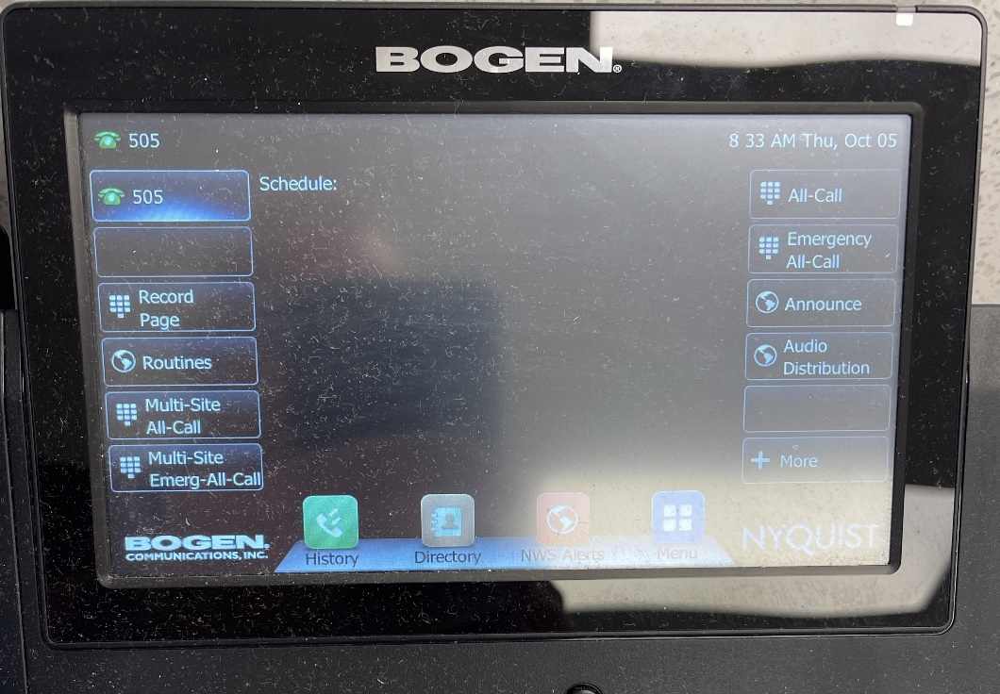 BOGEN®
505
8 33 AM Thu, Oct 05
505
Schedule:
Record
Page
Routines
Multi-Site
All-Call
Multi-Site
Emerg-All-Call
All-Call
Emergency
All-Call
Announce
Audio
Distribution
+ More
History
Directory
NWS Alerts
Menu
BOGEN®
COMMUNICATIONS, INC.
NYQUIST